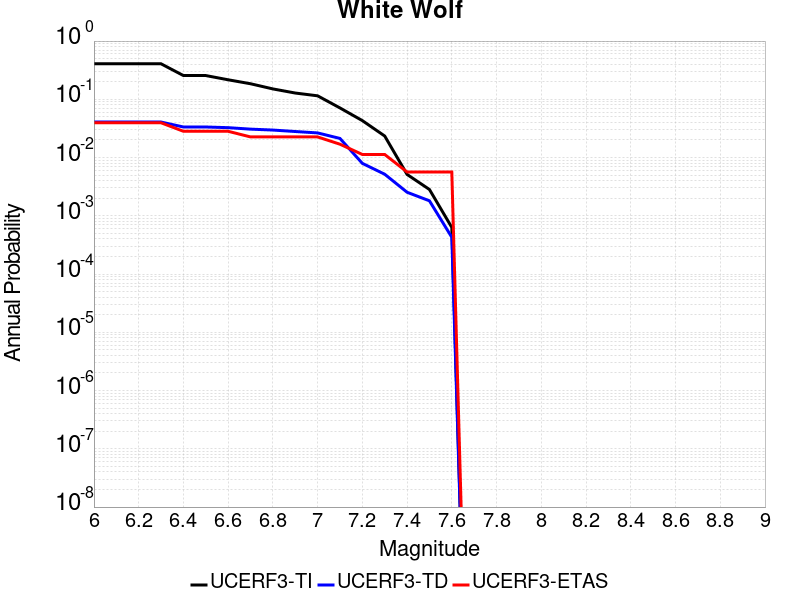 White Wolf
10^0
10^-1
10^-2
10^-3
10^-4
10^-5
10^-6
10^-7
10^-8
Annual Probability
6 6.2 6.4 6.6 6.8 7 7.2 7.4 7.6 7.8 8 8.2 8.4 8.6 8.8 9
Magnitude
UCERF3-TI UCERF3-TD UCERF3-ETAS